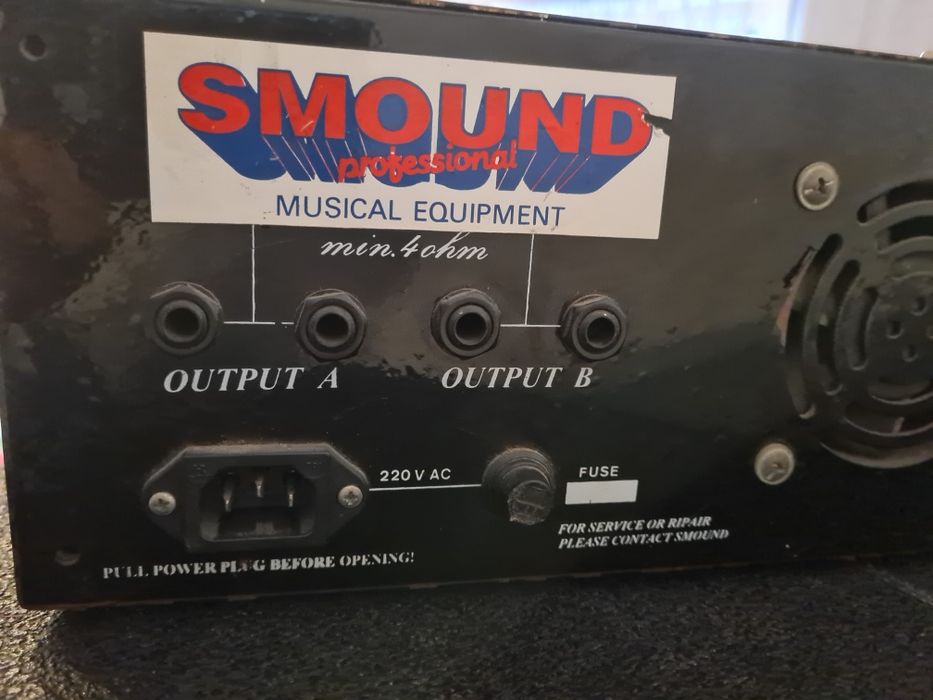 SMOUND
professional
MUSICAL EQUIPMENT
min.4ohm
OUTPUT A
OUTPUT B
220 V AC
FUSE
FOR SERVICE OR RIPAIR
PLEASE CONTACT SMOUND
PULL POWER PLUG BEFORE OPENING!